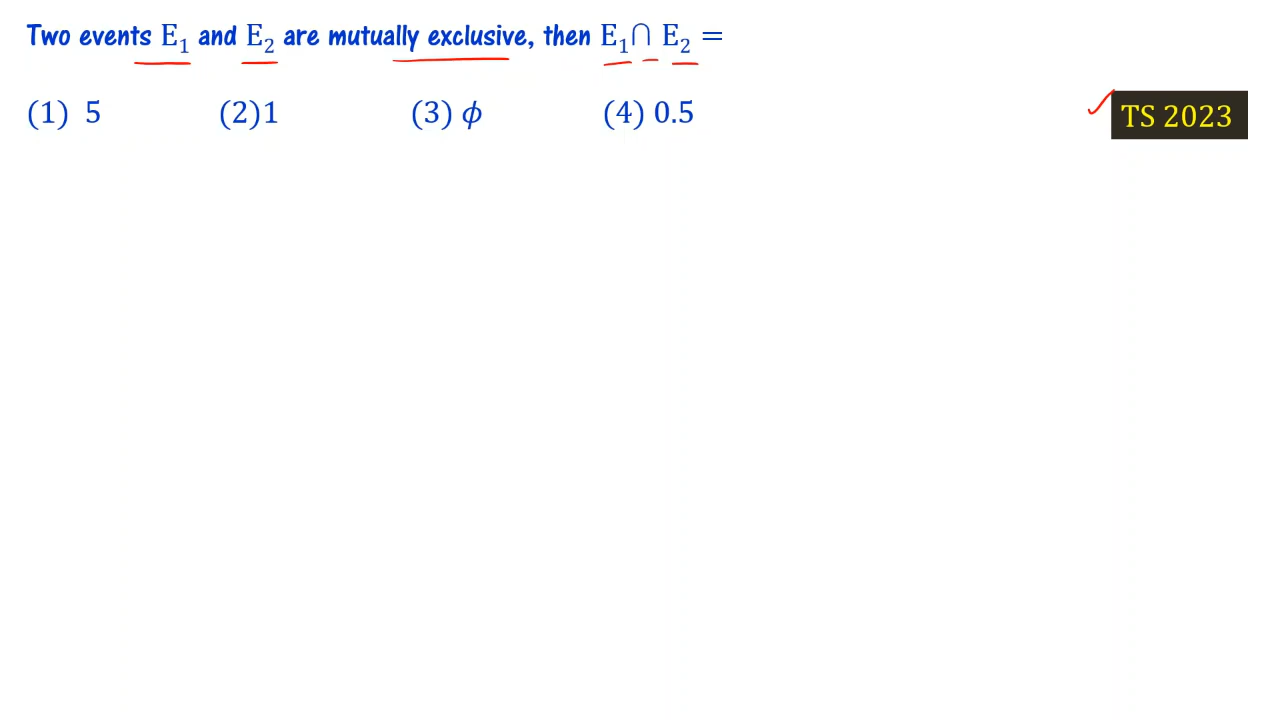 Two events E₁ and E₂ are mutually exclusive, then E₁∩ E₂ =
(1) 5 (2)1 (3) ϕ (4) 0.5
TS 2023